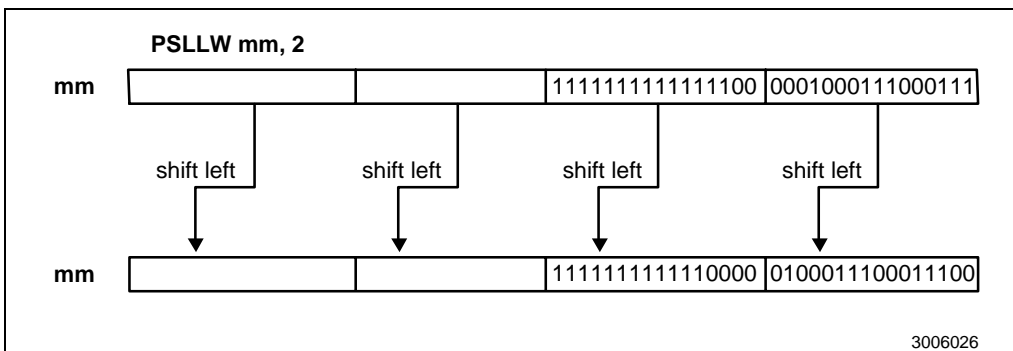 PSLLW mm, 2
mm 1111111111111100 0001000111000111
shift left shift left shift left shift left
mm 1111111111110000 0100011100011100
3006026